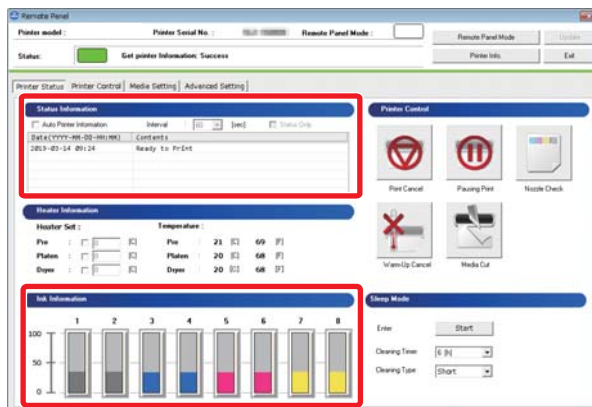 Remote Panel
Printer model : Printer Serial No. : Remote Panel Mode : Remote Panel Mode Update
Status: Get printer Information: Success Printer Info. Exit
Printer Status Printer Control Media Setting Advanced Setting
Status Information
Auto Printer Information Interval : 60 [sec] Status Only
Date(YYYY-MM-DD-HH:MM) Contents
2019-03-14 09:24 Ready to Print
Printer Control
Print Cancel Pausing Print Nozzle Check
Warm-Up Cancel Media Cut
Heater Information
Heater Set : Temperature :
Pre : [C] Pre : 21 [C] 69 [F]
Platen : [C] Platen : 20 [C] 68 [F]
Dryer : [C] Dryer : 20 [C] 68 [F]
Ink Information
1 2 3 4 5 6 7 8
100
50
0
Sleep Mode
Enter Start
Cleaning Timer 6 [h]
Cleaning Type Short